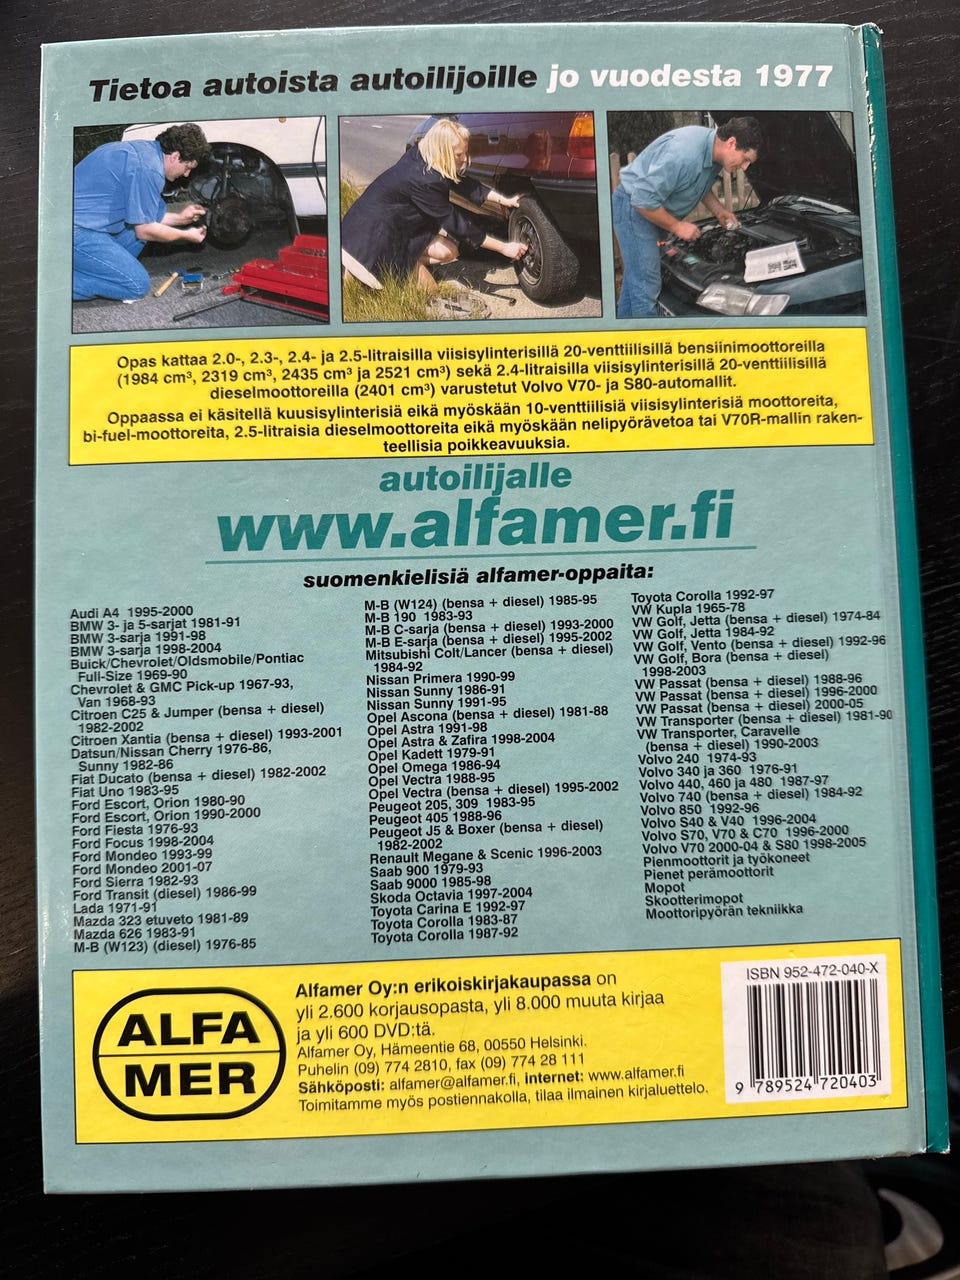 Tietoa autoista autoilijoille jo vuodesta 1977
Opas kattaa 2.0-, 2.3-, 2.4- ja 2.5-litraisilla viisisylinterisillä 20-venttiilisillä bensiinimoottoreilla
(1984 cm³, 2319 cm³, 2435 cm³ ja 2521 cm³) sekä 2.4-litraisilla viisisylinterisillä 20-venttiilisillä
dieselmoottoreilla (2401 cm³) varustetut Volvo V70- ja S80-automallit.
Oppaassa ei käsitellä kuusisylinterisiä eikä myöskään 10-venttiilisiä viisisylinterisiä moottoreita,
bi-fuel-moottoreita, 2.5-litraisia dieselmoottoreita eikä myöskään nelipyörävetoa tai V70R-mallin raken-
teellisia poikkeavuuksia.
autoilijalle
www.alfamer.fi
suomenkielisiä alfamer-oppaita:
Audi A4 1995-2000
BMW 3- ja 5-sarjat 1981-91
BMW 3-sarja 1991-98
BMW 3-sarja 1998-2004
Buick/Chevrolet/Oldsmobile/Pontiac
Full-Size 1969-90
Chevrolet & GMC Pick-up 1967-93,
Van 1968-93
Citroen C25 & Jumper (bensa + diesel)
1982-2002
Citroen Xantia (bensa + diesel) 1993-2001
Datsun/Nissan Cherry 1976-86,
Sunny 1982-86
Fiat Ducato (bensa + diesel) 1982-2002
Fiat Uno 1983-95
Ford Escort, Orion 1980-90
Ford Escort, Orion 1990-2000
Ford Fiesta 1976-93
Ford Focus 1998-2004
Ford Mondeo 1993-99
Ford Mondeo 2001-07
Ford Sierra 1982-93
Ford Transit (diesel) 1986-99
Lada 1971-91
Mazda 323 etuveto 1981-89
Mazda 626 1983-91
M-B (W123) (diesel) 1976-85
M-B (W124) (bensa + diesel) 1985-95
M-B 190 1983-93
M-B C-sarja (bensa + diesel) 1993-2000
M-B E-sarja (bensa + diesel) 1995-2002
Mitsubishi Colt/Lancer (bensa + diesel)
1984-92
Nissan Primera 1990-99
Nissan Sunny 1986-91
Nissan Sunny 1991-95
Opel Ascona (bensa + diesel) 1981-88
Opel Astra 1991-98
Opel Astra & Zafira 1998-2004
Opel Kadett 1979-91
Opel Omega 1986-94
Opel Vectra 1988-95
Opel Vectra (bensa + diesel) 1995-2002
Peugeot 205, 309 1983-95
Peugeot 405 1988-96
Peugeot J5 & Boxer (bensa + diesel)
1982-2002
Renault Megane & Scenic 1996-2003
Saab 900 1979-93
Saab 9000 1985-98
Skoda Octavia 1997-2004
Toyota Carina E 1992-97
Toyota Corolla 1983-87
Toyota Corolla 1987-92
Toyota Corolla 1992-97
VW Kupla 1965-78
VW Golf, Jetta (bensa + diesel) 1974-84
VW Golf, Jetta 1984-92
VW Golf, Vento (bensa + diesel) 1992-96
VW Golf, Bora (bensa + diesel)
1998-2003
VW Passat (bensa + diesel) 1988-96
VW Passat (bensa + diesel) 1996-2000
VW Passat (bensa + diesel) 2000-05
VW Transporter (bensa + diesel) 1981-90
VW Transporter, Caravelle
(bensa + diesel) 1990-2003
Volvo 240 1974-93
Volvo 340 ja 360 1976-91
Volvo 440, 460 ja 480 1987-97
Volvo 740 (bensa + diesel) 1984-92
Volvo 850 1992-96
Volvo S40 & V40 1996-2004
Volvo S70, V70 & C70 1996-2000
Volvo V70 2000-04 & S80 1998-2005
Pienmoottorit ja työkoneet
Pienet perämoottorit
Mopot
Skootterimopot
Moottoripyörän tekniikka
ALFA
MER
Alfamer Oy:n erikoiskirjakaupassa on
yli 2.600 korjausopasta, yli 8.000 muuta kirjaa
ja yli 600 DVD:tä.
Alfamer Oy, Hämeentie 68, 00550 Helsinki.
Puhelin (09) 774 2810, fax (09) 774 28 111
Sähköposti: alfamer@alfamer.fi, internet: www.alfamer.fi
Toimitamme myös postiennakolla, tilaa ilmainen kirjaluettelo.
ISBN 952-472-040-X
9 789524 720403